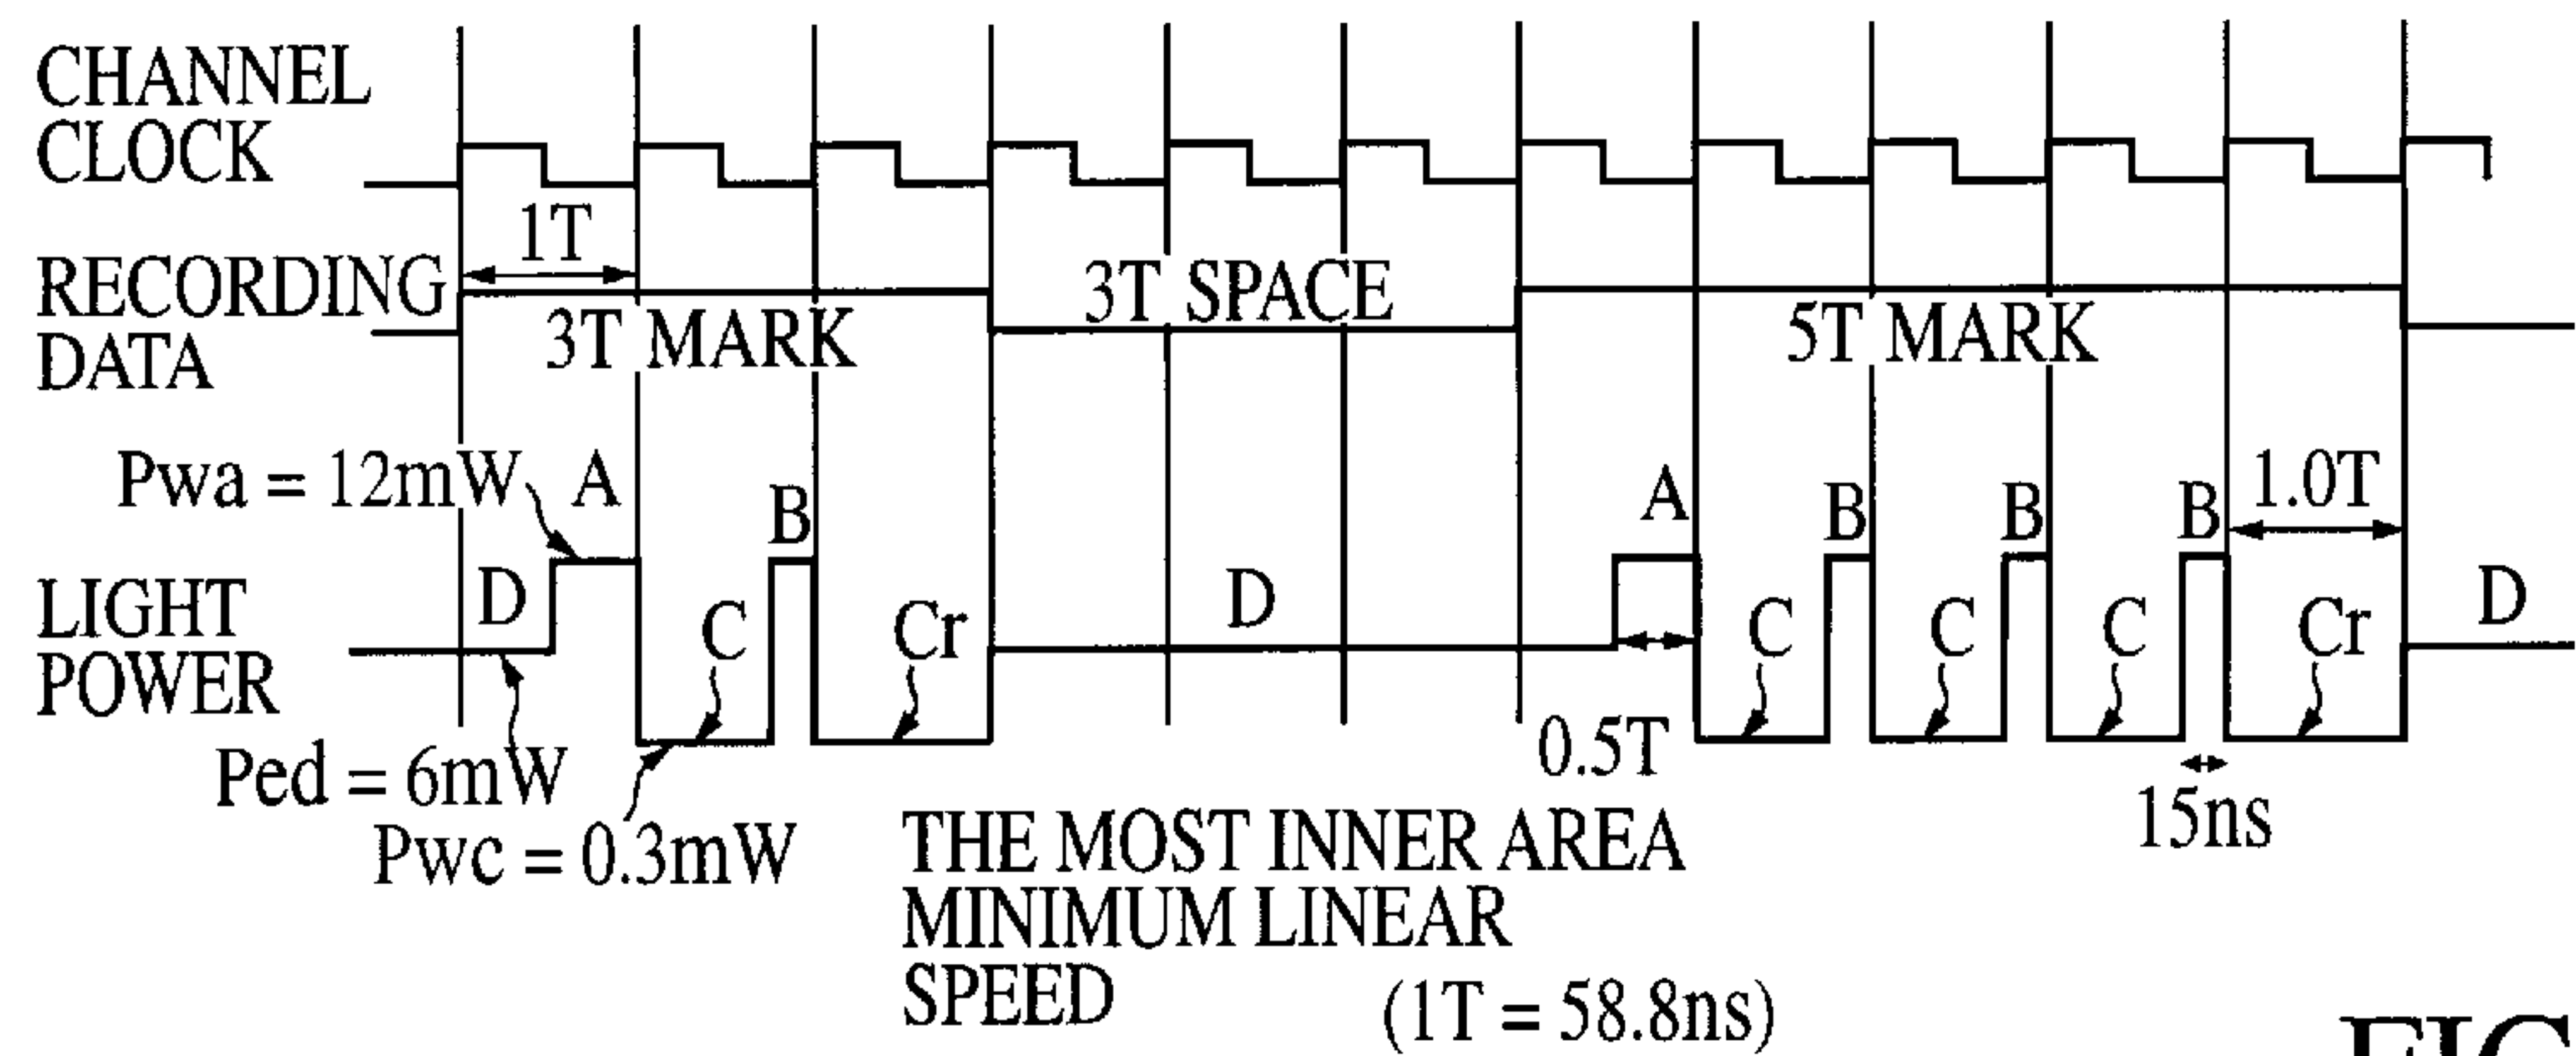 CHANNEL
CLOCK
1T
RECORDING
DATA
3T MARK
3T SPACE
5T MARK
Pwa = 12mW
A
B
A
B
B
B
1.0T
LIGHT
POWER
D
C
Cr
D
C
C
C
Cr
D
Ped = 6mW
Pwc = 0.3mW
0.5T
15ns
THE MOST INNER AREA
MINIMUM LINEAR
SPEED
(1T = 58.8ns)
FIG